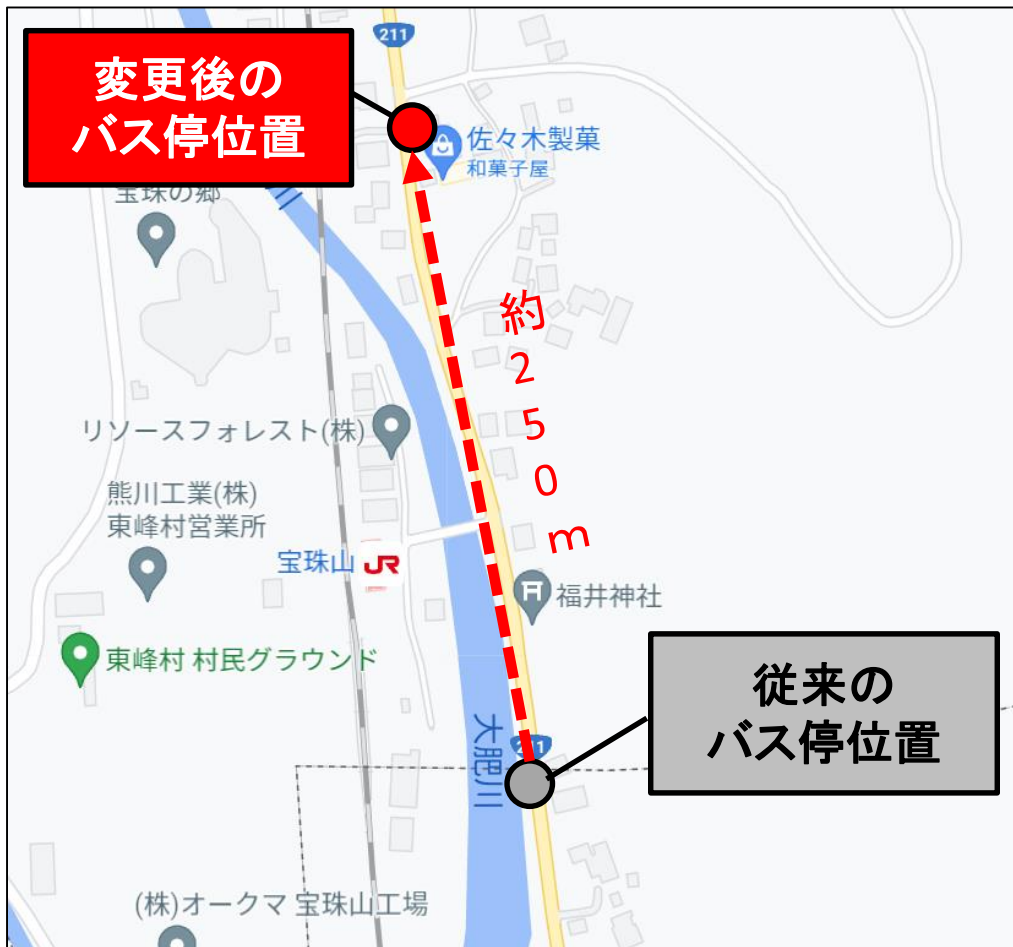 211
変更後の
バス停位置
佐々木製菓
和菓子屋
宝珠の郷
川
約250m
リソースフォレスト(株)
熊川工業(株)
東峰村営業所
宝珠山
JR
福井神社
東峰村 村民グラウンド
従来の
バス停位置
大肥川
211
(株)オークマ 宝珠山工場